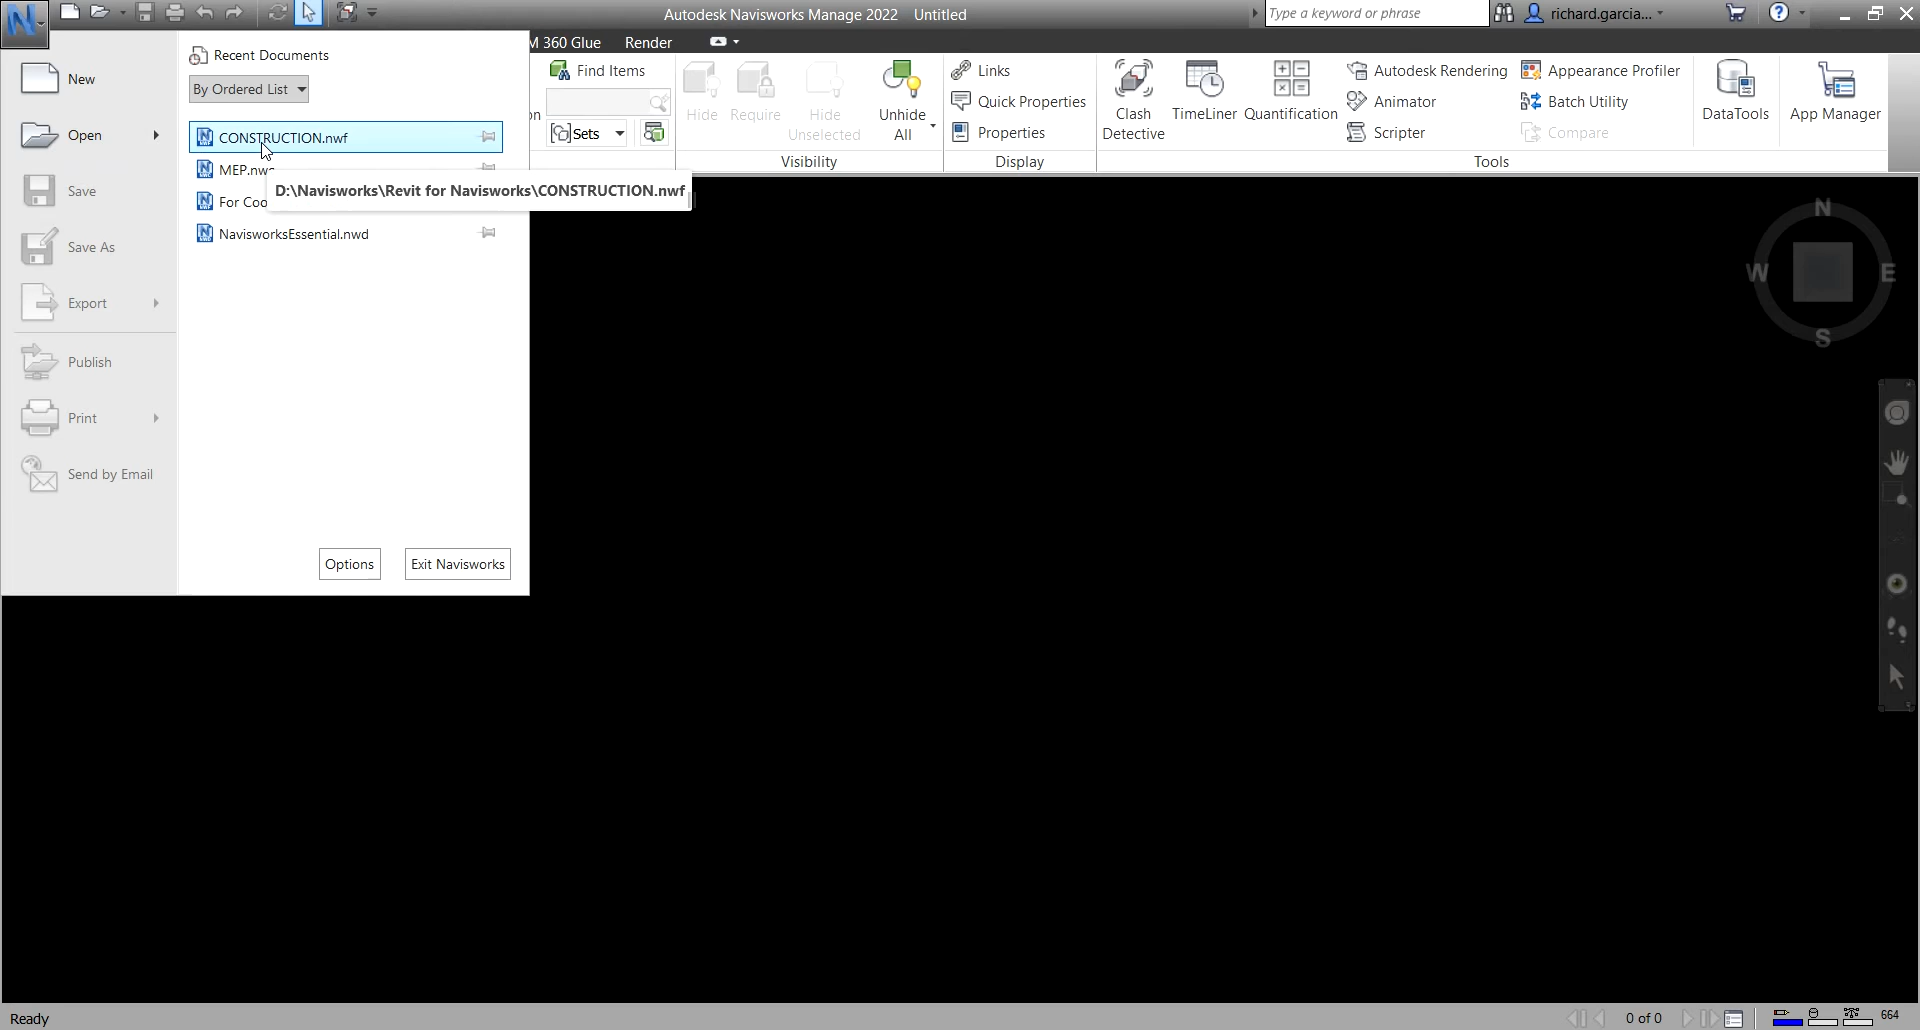 Autodesk Navisworks Manage 2022 Untitled
Type a keyword or phrase
richard.garcia...
M 360 Glue
Render
Recent Documents
By Ordered List
CONSTRUCTION.nwf
MEP.nwc
D:\Navisworks\Revit for Navisworks\CONSTRUCTION.nwf
For Coo
NavisworksEssential.nwd
New
Open
Save
Save As
Export
Publish
Print
Send by Email
Options
Exit Navisworks
Find Items
Sets
Hide
Require
Hide
Unselected
Unhide
All
Visibility
Links
Quick Properties
Properties
Display
Clash
Detective
TimeLiner
Quantification
Autodesk Rendering
Animator
Scripter
Appearance Profiler
Batch Utility
Compare
Tools
DataTools
App Manager
N
W
E
S
Ready
0 of 0
664